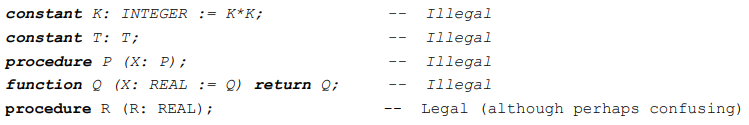 constant K: INTEGER := K*K; -- Illegal
constant T: T; -- Illegal
procedure P (X: P); -- Illegal
function Q (X: REAL := Q) return Q; -- Illegal
procedure R (R: REAL); -- Legal (although perhaps confusing)